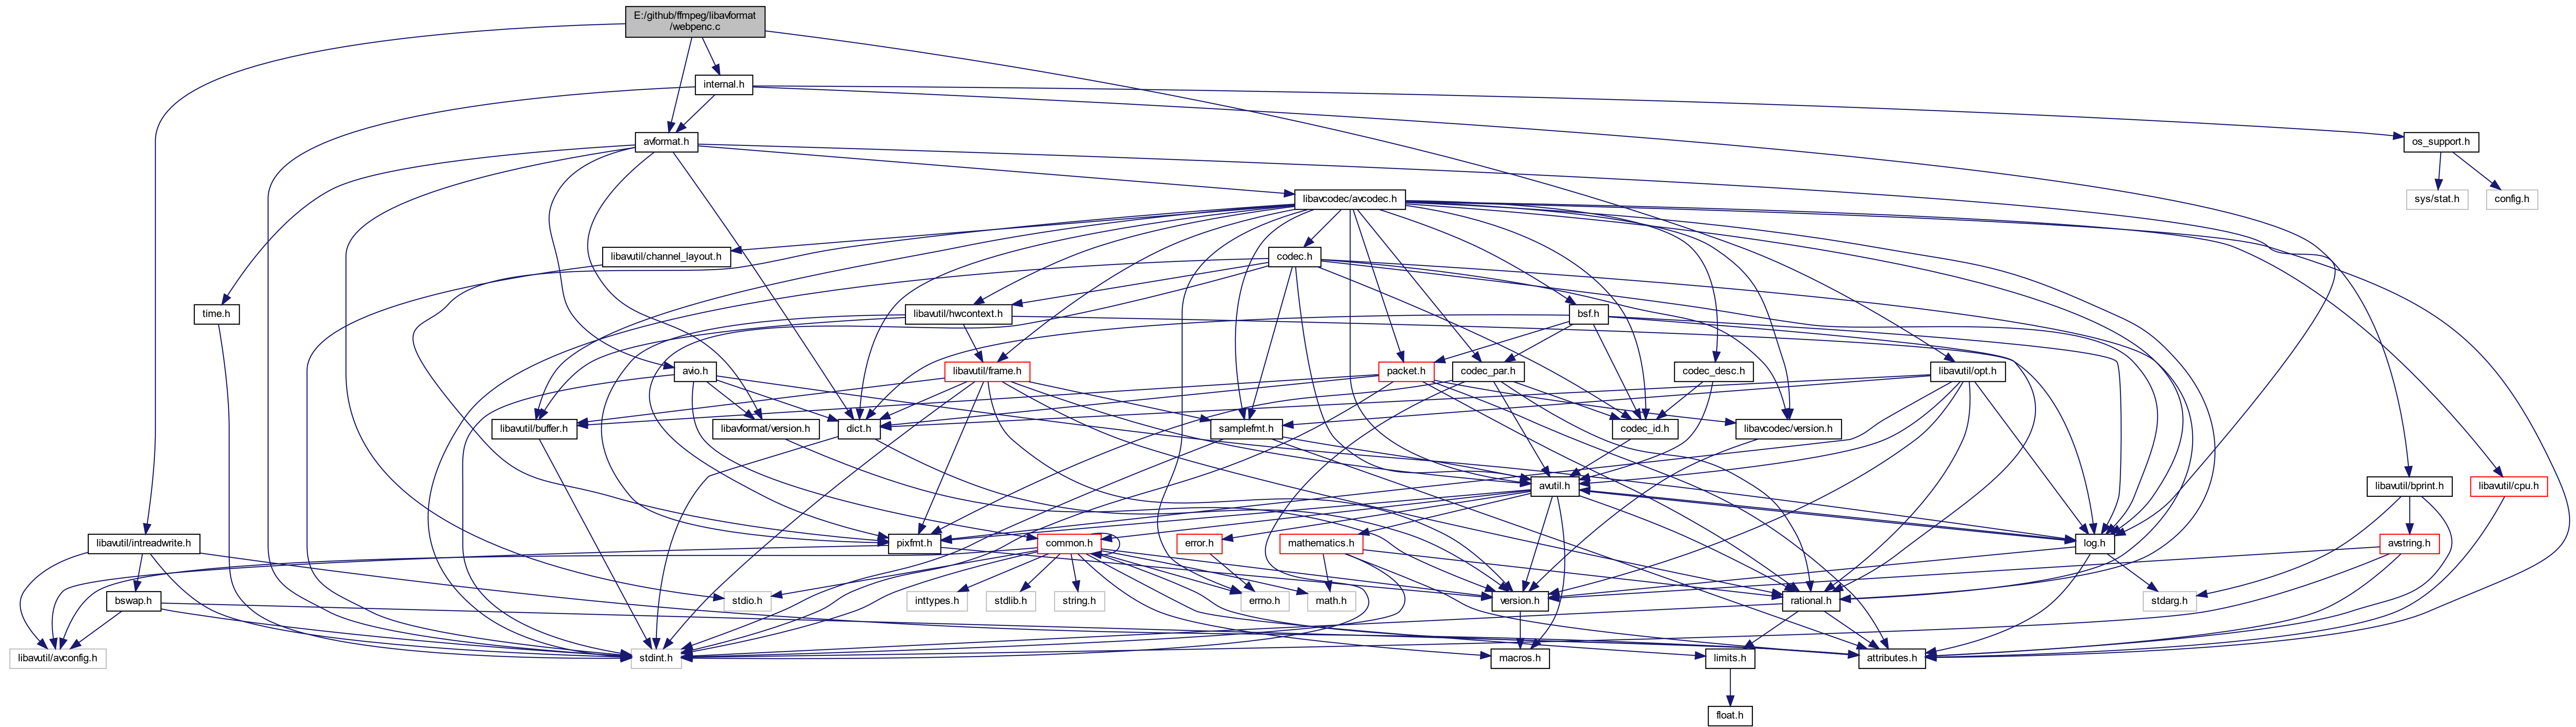 E:/github/ffmpeg/libavformat
/webpenc.c
internal.h
avformat.h
os_support.h
libavcodec/avcodec.h
sys/stat.h
config.h
libavutil/channel_layout.h
codec.h
time.h
libavutil/hwcontext.h
bsf.h
avio.h
libavutil/frame.h
packet.h
codec_par.h
codec_desc.h
libavutil/opt.h
libavutil/buffer.h
libavformat/version.h
dict.h
samplefmt.h
codec_id.h
libavcodec/version.h
avutil.h
libavutil/bprint.h
libavutil/cpu.h
libavutil/intreadwrite.h
pixfmt.h
common.h
error.h
mathematics.h
log.h
avstring.h
bswap.h
stdio.h
inttypes.h
stdlib.h
string.h
errno.h
math.h
version.h
rational.h
stdarg.h
libavutil/avconfig.h
stdint.h
macros.h
limits.h
attributes.h
float.h